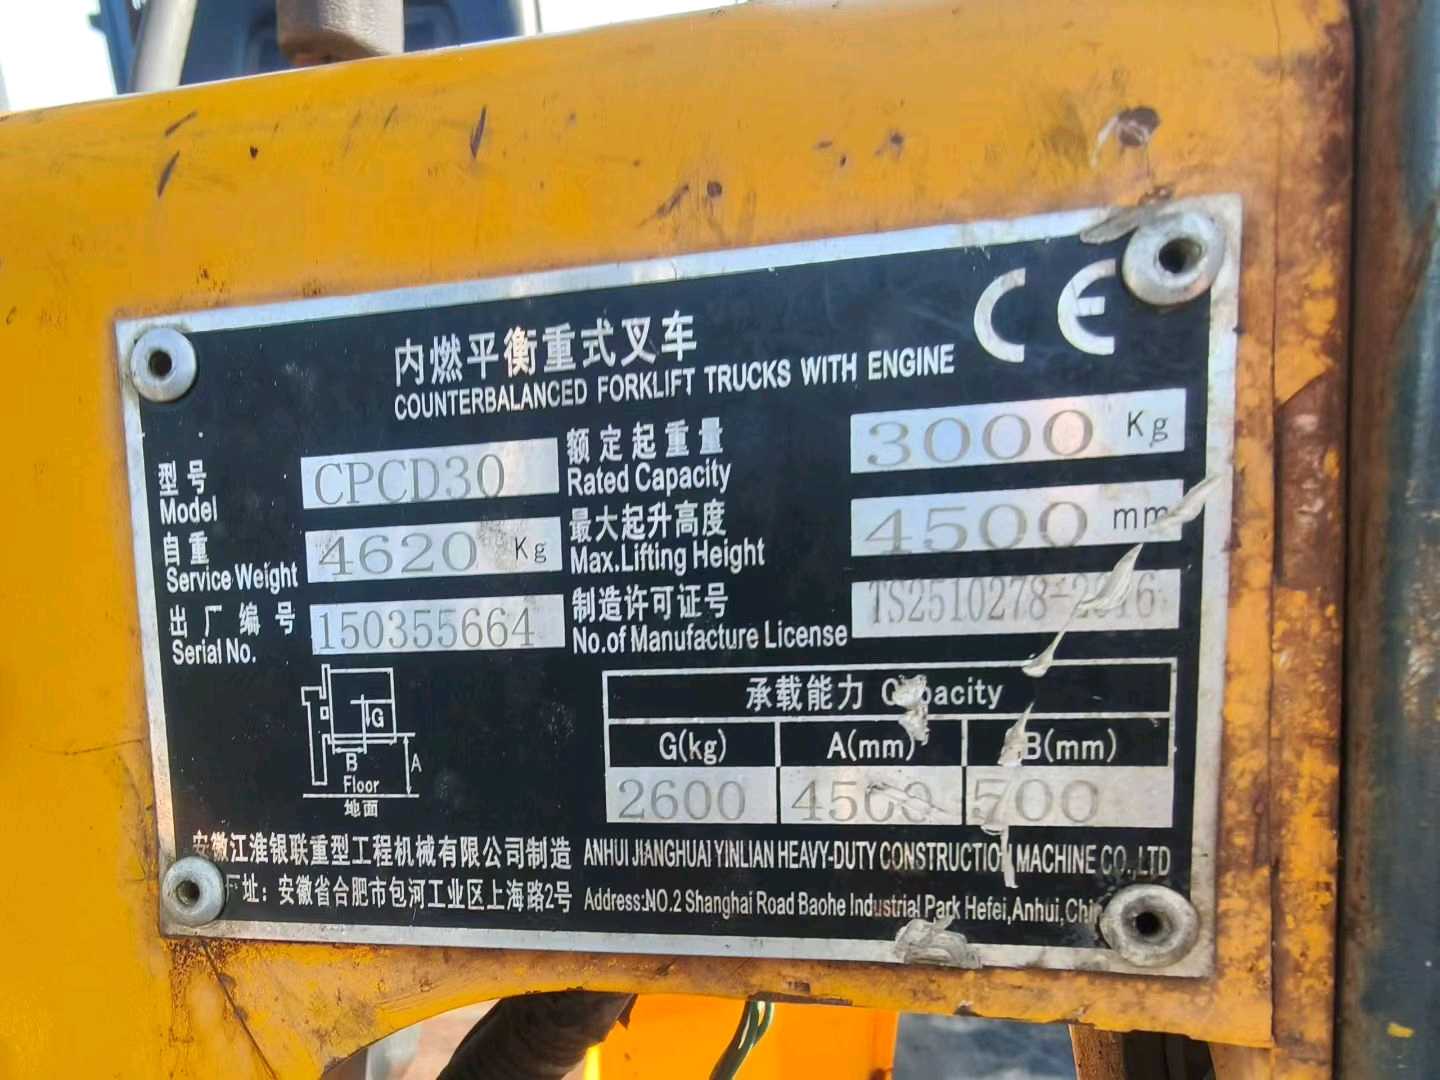 CE
内燃平衡重式叉车
COUNTERBALANCED FORKLIFT TRUCKS WITH ENGINE
型号 CPCD30 额定起重量 3000 Kg
Model Rated Capacity
自重 4620 Kg 最大起升高度 4500 mm
Service Weight Max.Lifting Height
出厂编号 150355664 制造许可证号 TS2510278-2016
Serial No. No.of Manufacture License
承载能力 Capacity
G(kg) A(mm) B(mm)
2600 4500 500
G
B
A
Floor
地面
安徽江淮银联重型工程机械有限公司制造 ANHUI JIANGHUAI YINLIAN HEAVY-DUTY CONSTRUCTION MACHINE CO.,LTD
厂址：安徽省合肥市包河工业区上海路2号 Address:NO.2 Shanghai Road Baohe Industrial Park Hefei,Anhui,China